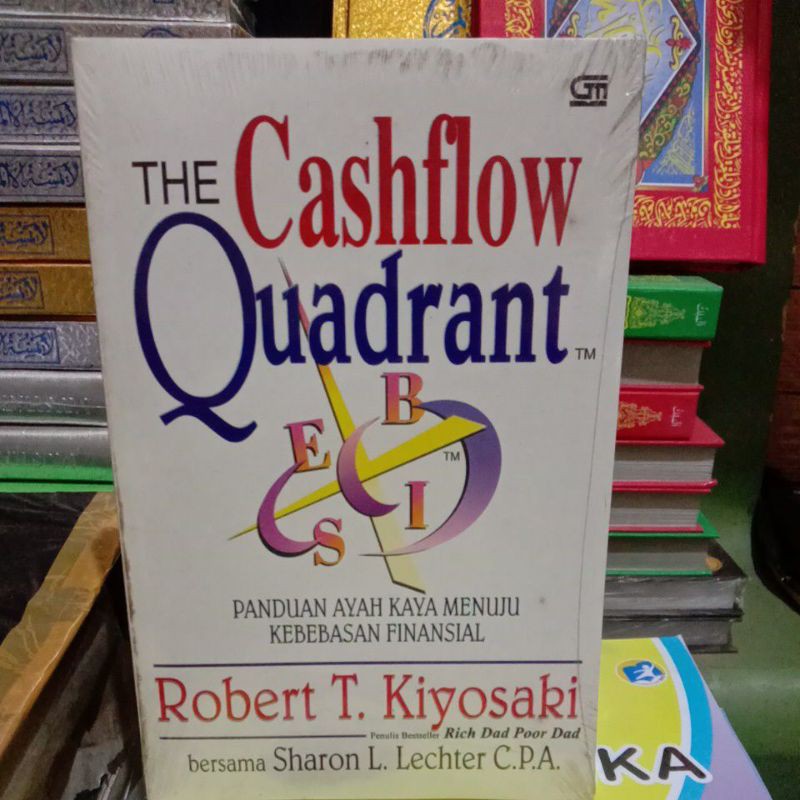 THE Cashflow
Quadrant™
E B
S I
TM
PANDUAN AYAH KAYA MENUJU
KEBEBASAN FINANSIAL
Robert T. Kiyosaki
Penulis Bestseller Rich Dad Poor Dad
bersama Sharon L. Lechter C.P.A.
KA